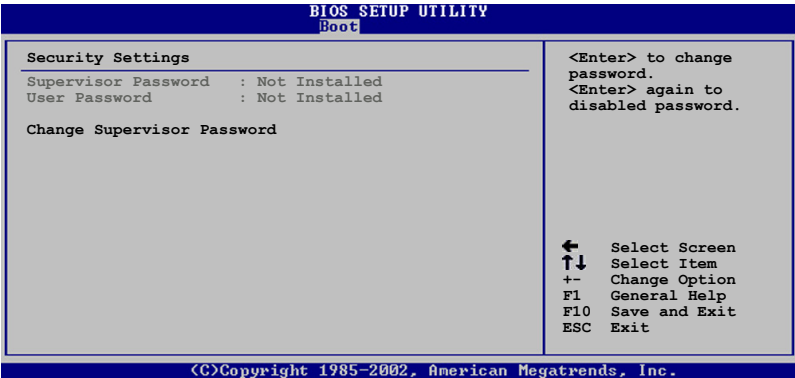 BIOS SETUP UTILITY
Boot
Security Settings
Supervisor Password : Not Installed
User Password : Not Installed
Change Supervisor Password
<Enter> to change
password.
<Enter> again to
disabled password.
← Select Screen
↑↓ Select Item
+- Change Option
F1 General Help
F10 Save and Exit
ESC Exit
(C)Copyright 1985-2002, American Megatrends, Inc.